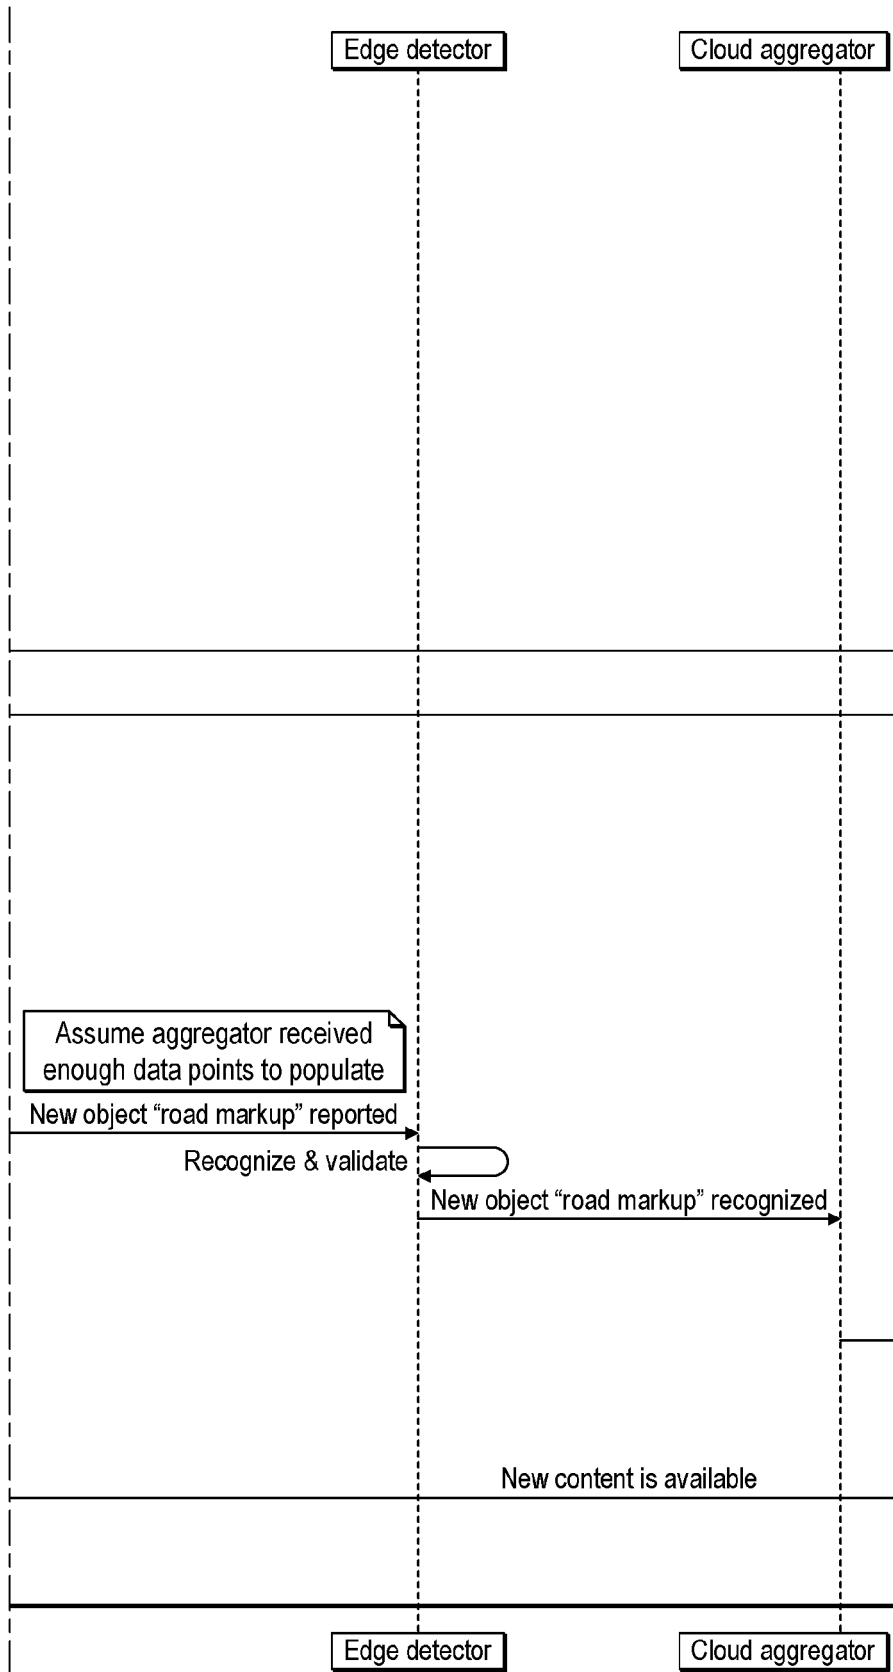 Edge detector
Cloud aggregator
Assume aggregator received
enough data points to populate
New object “road markup” reported
Recognize & validate
New object “road markup” recognized
New content is available
Edge detector
Cloud aggregator